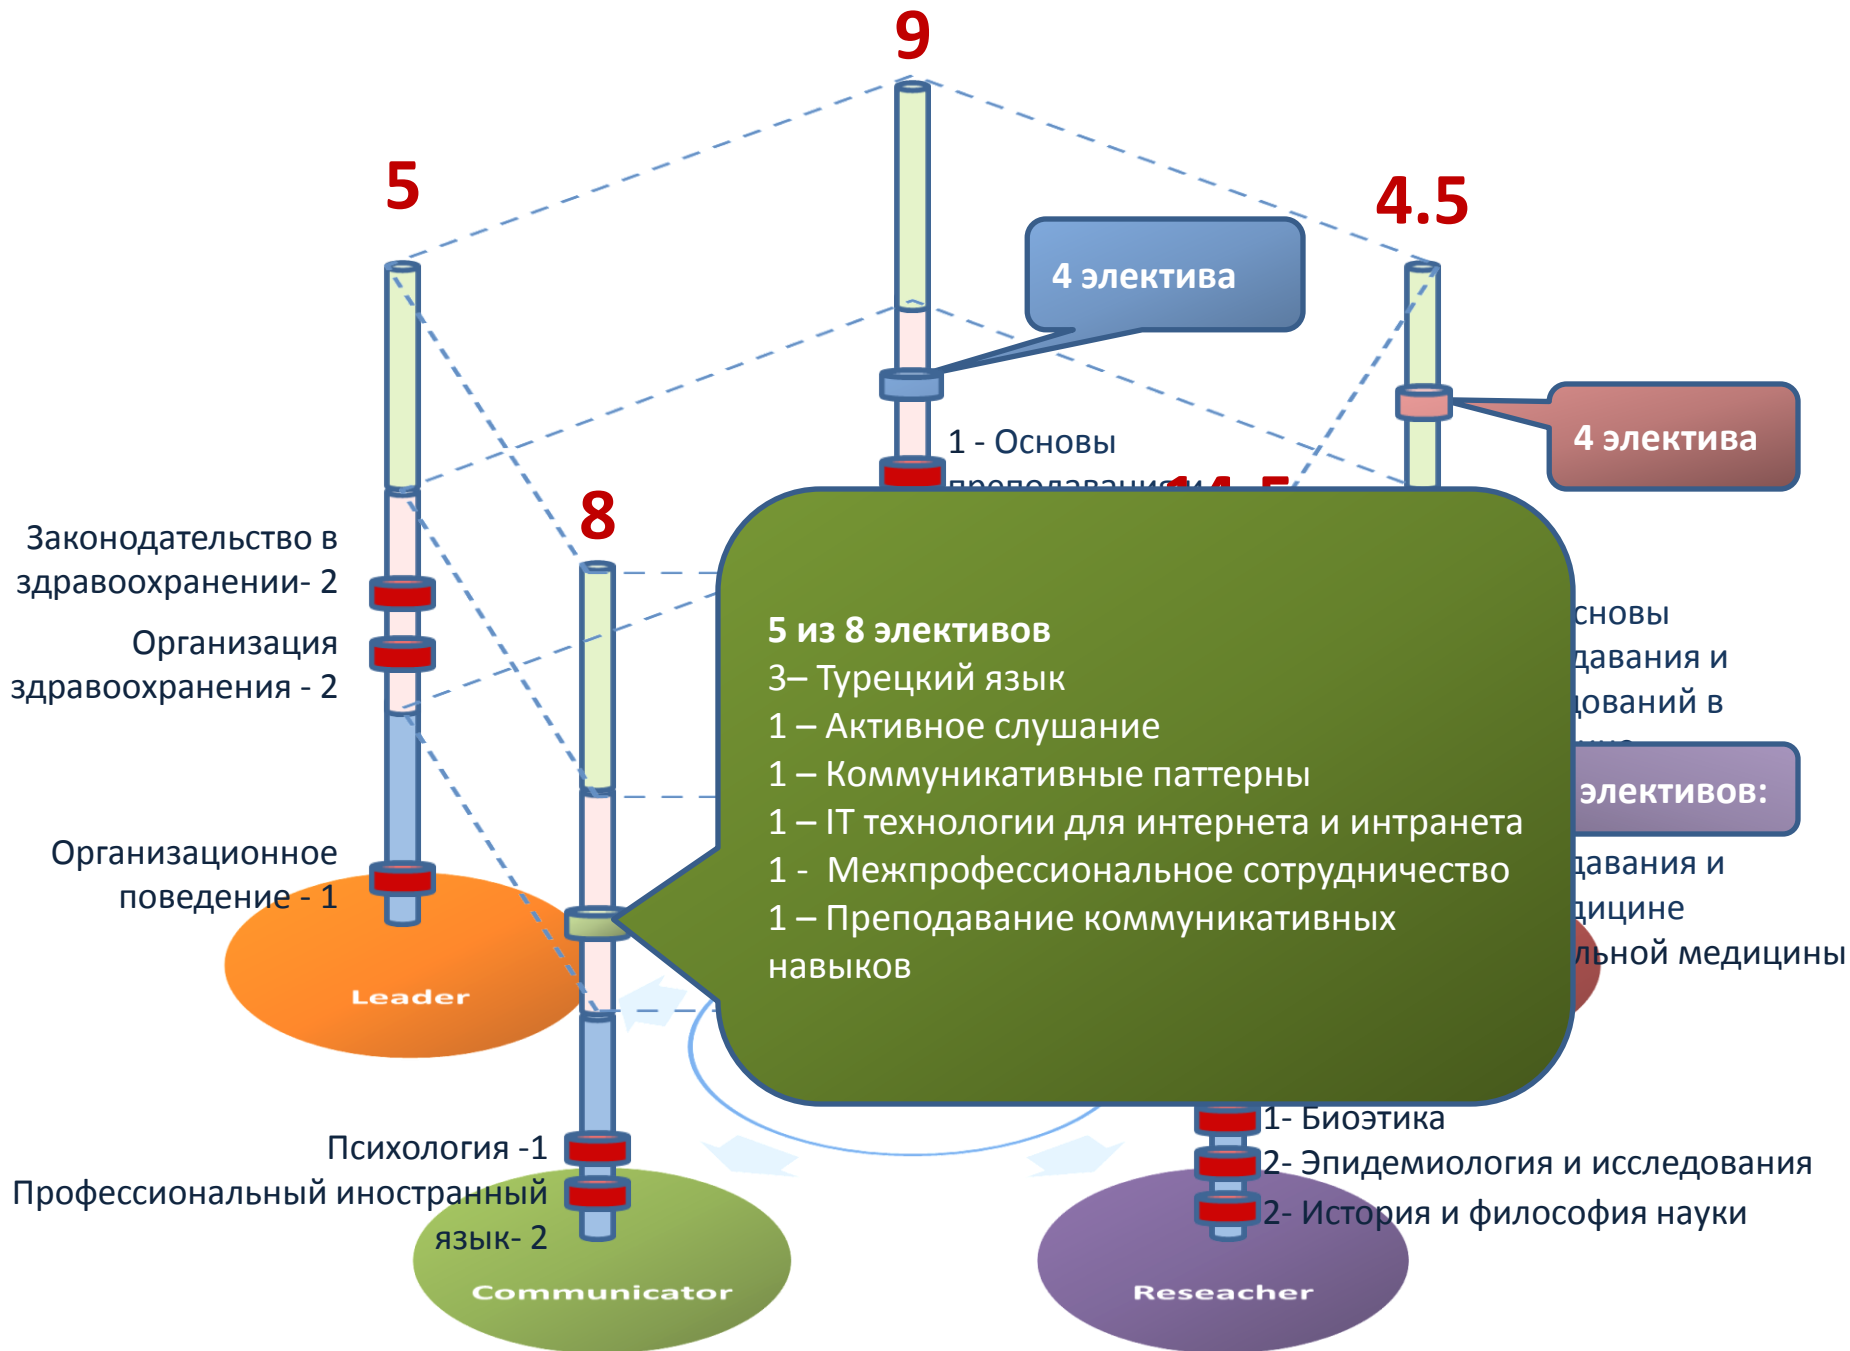 9
5
4.5
4 электива
4 электива
1 - Основы
преподавания и
8
14.5
Законодательство в
здравоохранении- 2
Организация
здравоохранения - 2
Организационное
поведение - 1
5 из 8 элективов
3– Турецкий язык
1 – Активное слушание
1 – Коммуникативные паттерны
1 – IT технологии для интернета и интранета
1 -  Межпрофессиональное сотрудничество
1 – Преподавание коммуникативных
навыков
сновы
давания и
дований в
элективов:
давания и
дицине
льной медицины
Leader
1- Биоэтика
2- Эпидемиология и исследования
2- История и философия науки
Психология -1
Профессиональный иностранный
язык- 2
Communicator
Reseacher